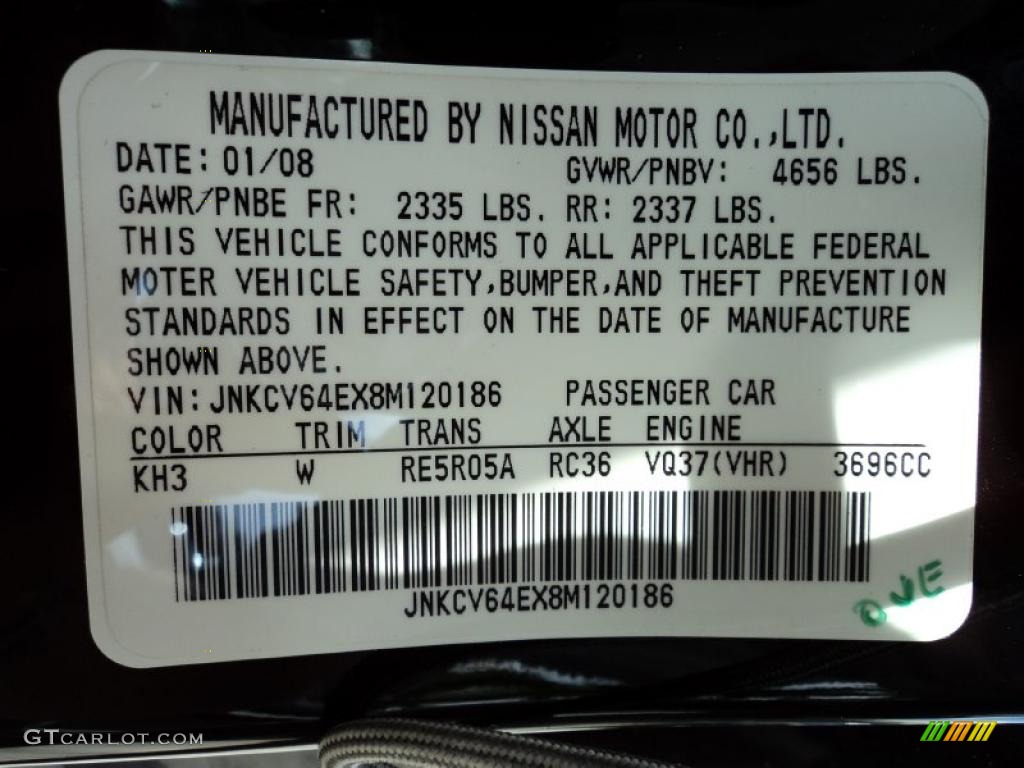 MANUFACTURED BY NISSAN MOTOR CO.,LTD.
DATE: 01/08 GVWR/PNBV: 4656 LBS.
GAWR/PNBE FR: 2335 LBS. RR: 2337 LBS.
THIS VEHICLE CONFORMS TO ALL APPLICABLE FEDERAL
MOTER VEHICLE SAFETY,BUMPER,AND THEFT PREVENTION
STANDARDS IN EFFECT ON THE DATE OF MANUFACTURE
SHOWN ABOVE.
VIN:JNKCV64EX8M120186 PASSENGER CAR
COLOR TRIM TRANS AXLE ENGINE
KH3 W RE5R05A RC36 VQ37(VHR) 3696CC
JNKCV64EX8M120186
GTCARLOT.COM